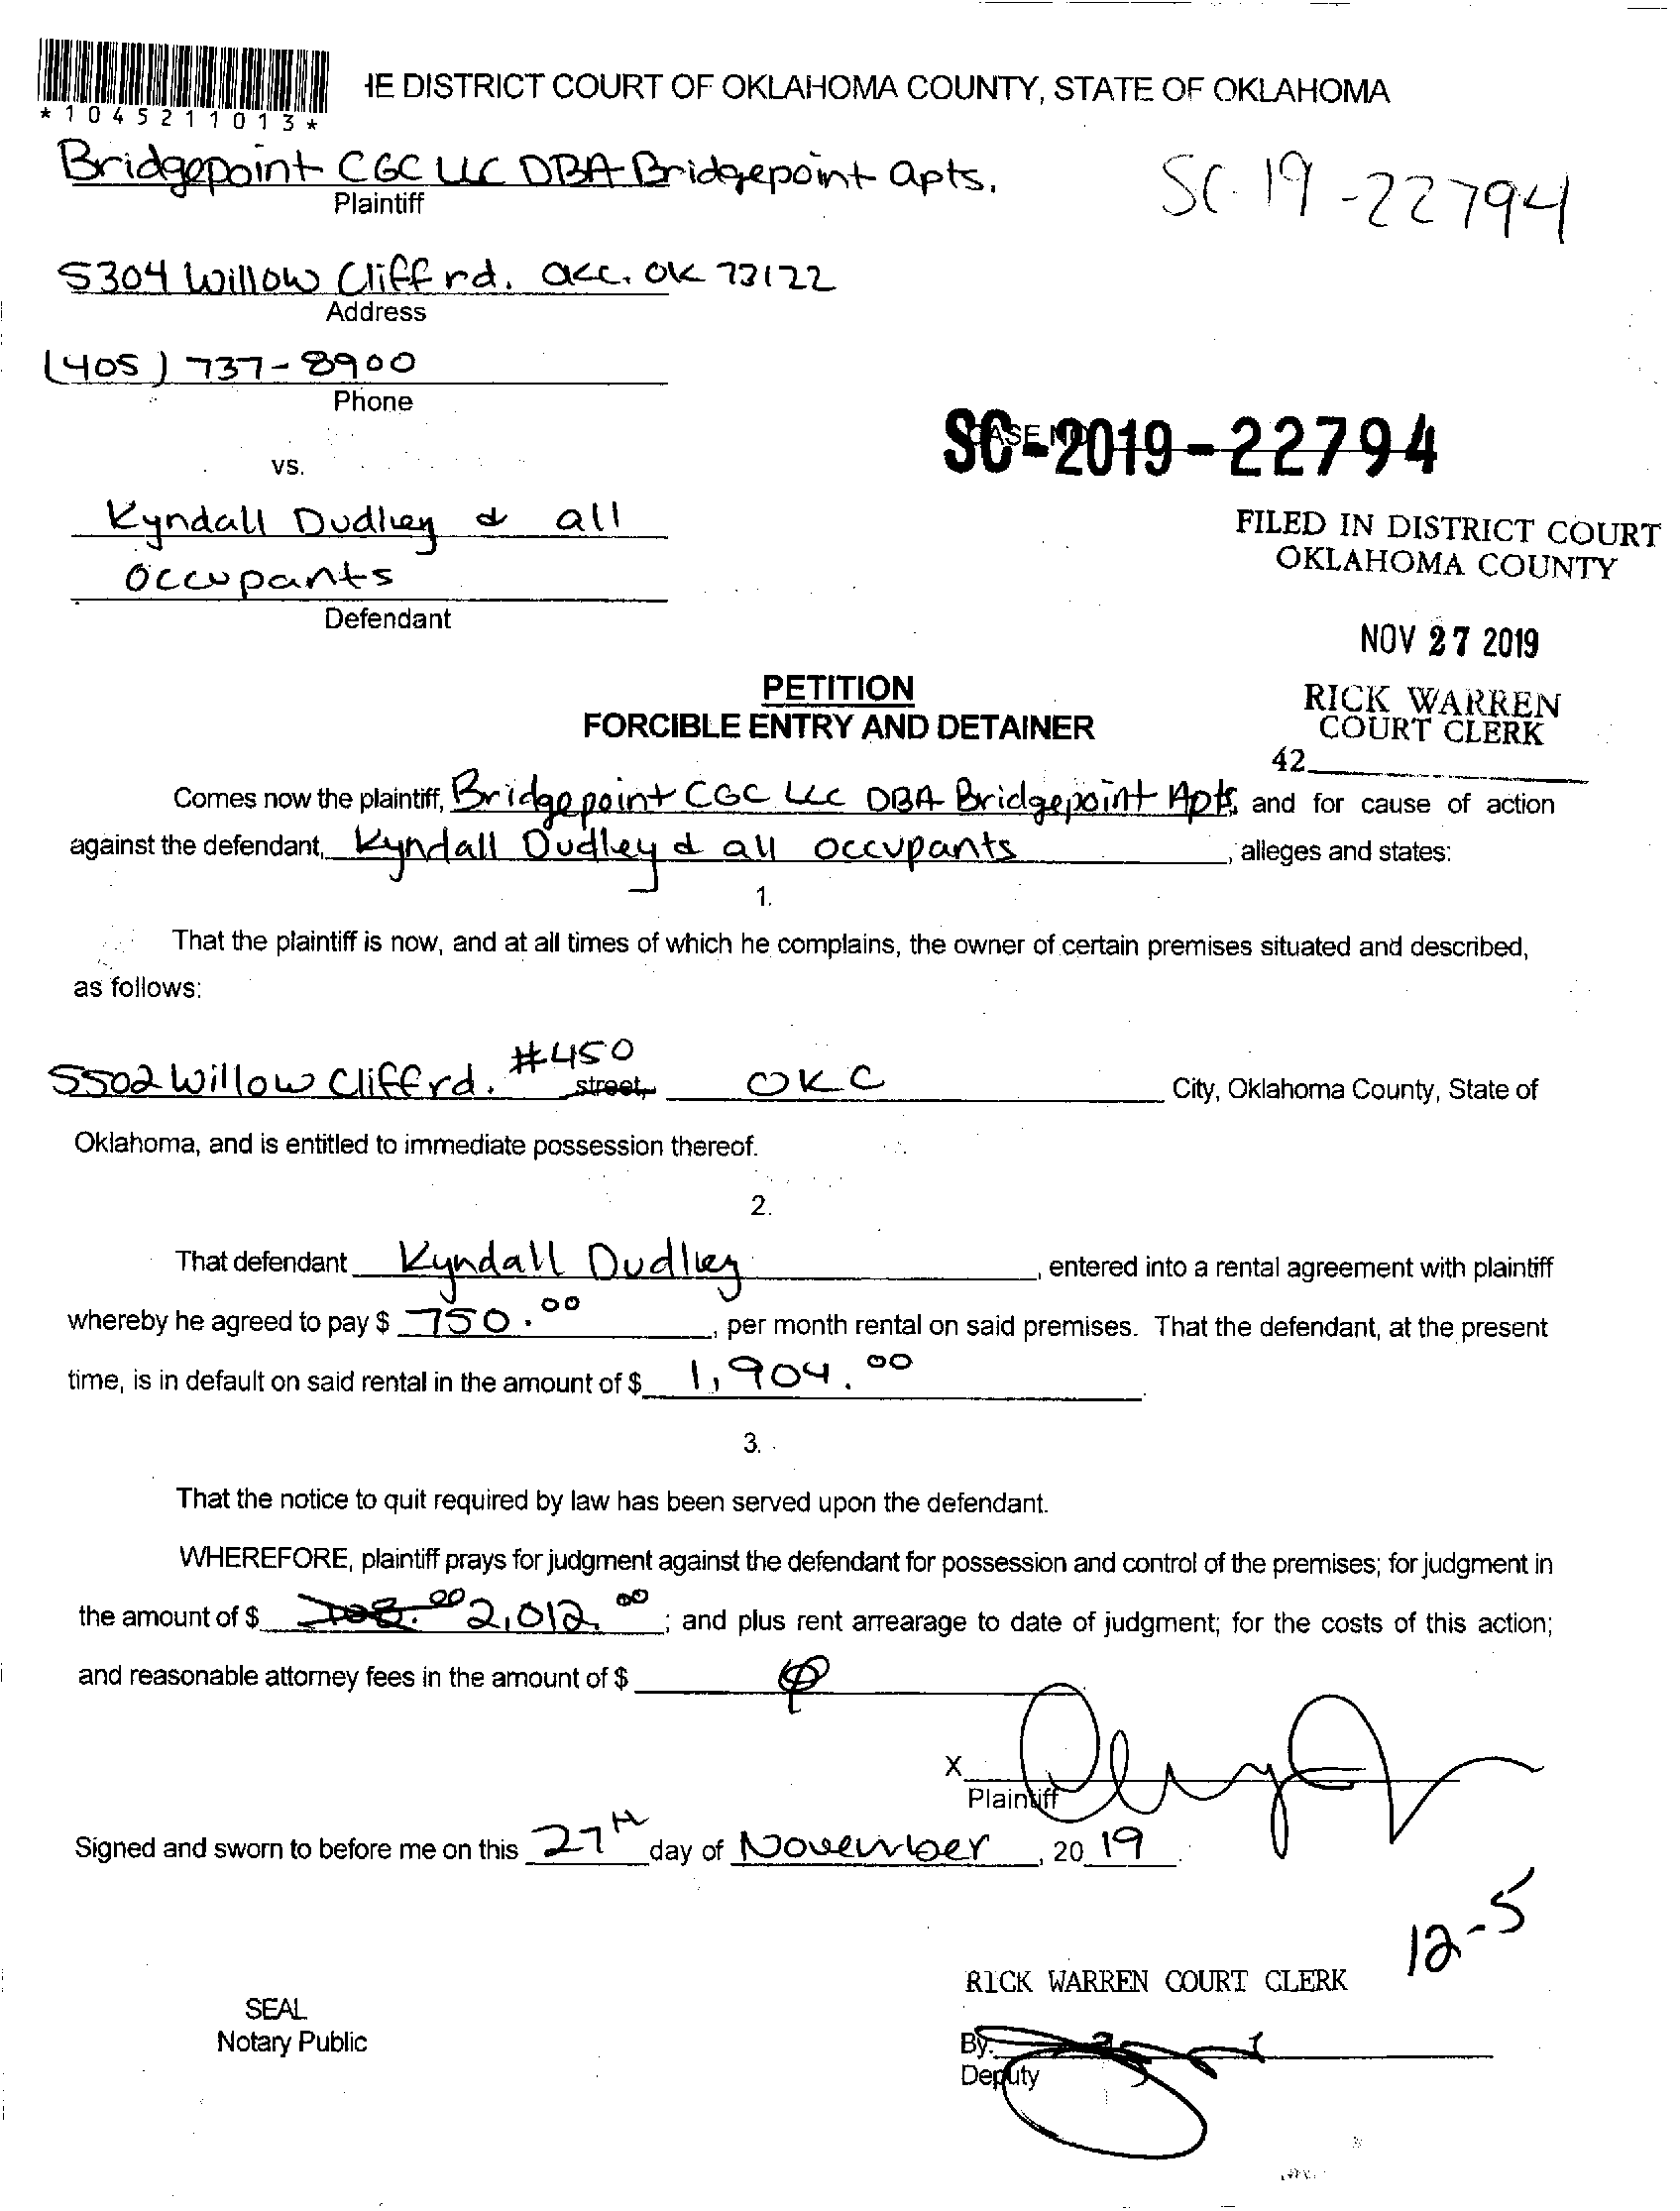 IE DISTRICT COURT OF OKLAHOMA COUNTY, STATE OF OKLAHOMA
*1045211013*
Bridgepoint CGC LLC DBA Bridgepoint Apts.
Plaintiff
SC-19-22794
5304 Willow Cliff rd. OKC. OK 73122
Address
(405) 737-8900
Phone
CASE NO.
SC-2019-22794
vs.
Kyndall Dudley & all
Occupants
Defendant
FILED IN DISTRICT COURT
OKLAHOMA COUNTY
NOV 27 2019
RICK WARREN
COURT CLERK
42
PETITION
FORCIBLE ENTRY AND DETAINER
Comes now the plaintiff, Bridgepoint CGC LLC DBA Bridgepoint Apts, and for cause of action
against the defendant, Kyndall Dudley & all occupants, alleges and states:
1.
That the plaintiff is now, and at all times of which he complains, the owner of certain premises situated and described,
as follows:
5502 Willow Cliff rd. #450 street, OKC City, Oklahoma County, State of
Oklahoma, and is entitled to immediate possession thereof.
2.
That defendant Kyndall Dudley, entered into a rental agreement with plaintiff
whereby he agreed to pay $ 750.00, per month rental on said premises. That the defendant, at the present
time, is in default on said rental in the amount of $ 1,904.00.
3.
That the notice to quit required by law has been served upon the defendant.
WHEREFORE, plaintiff prays for judgment against the defendant for possession and control of the premises; for judgment in
the amount of $ 2,012.00; and plus rent arrearage to date of judgment; for the costs of this action;
and reasonable attorney fees in the amount of $
X
Plaintiff
Signed and sworn to before me on this 27th day of November, 2019.
12-5
RICK WARREN COURT CLERK
SEAL
Notary Public
By:
Deputy